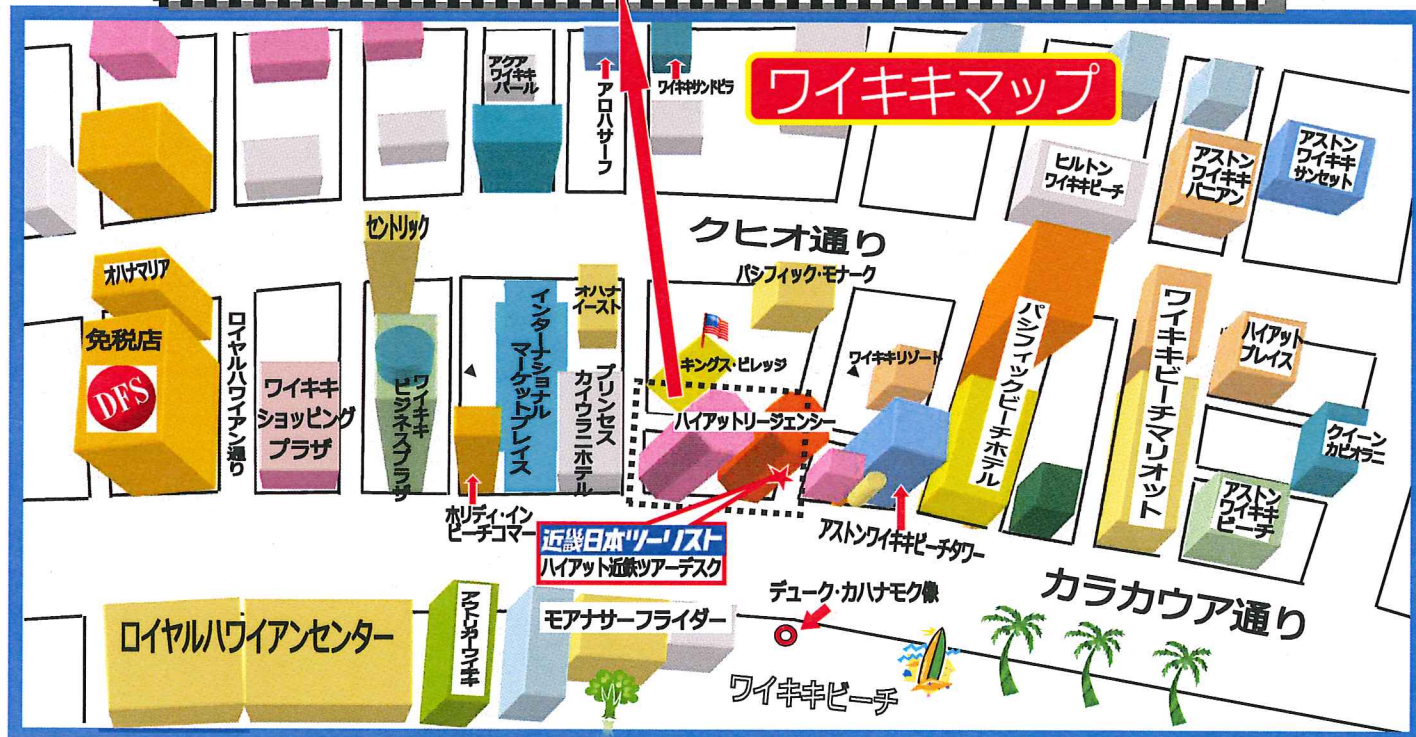 ワイキキマップ
アクア
ワイキキ
パール
アロハサーフ
ワイキキサンドビラ
ヒルトン
ワイキキビーチ
アストン
ワイキキ
バニアン
アストン
ワイキキ
サンセット
クヒオ通り
セントリック
オハナマリア
免税店
DFS
ロイヤルハワイアン通り
ワイキキ
ショッピング
プラザ
ワイキキ
ビジネスプラザ
インターナショナル
マーケットプレイス
オハナ
イースト
プリンセス
カイウラニホテル
パシフィック・モナーク
キングス・ビレッジ
ワイキキリゾート
ハイアットリージェンシー
パシフィックビーチホテル
ワイキキビーチマリオット
ハイアット
プレイス
クイーン
カピオラニ
アストン
ワイキキ
ビーチ
ホリディ・イン
ビーチコマー
近畿日本ツーリスト
ハイアット近鉄ツアーデスク
アストンワイキキビーチタワー
カラカウア通り
デューク・カハナモク像
ロイヤルハワイアンセンター
アウトリガーワイキキ
モアナサーフライダー
ワイキキビーチ